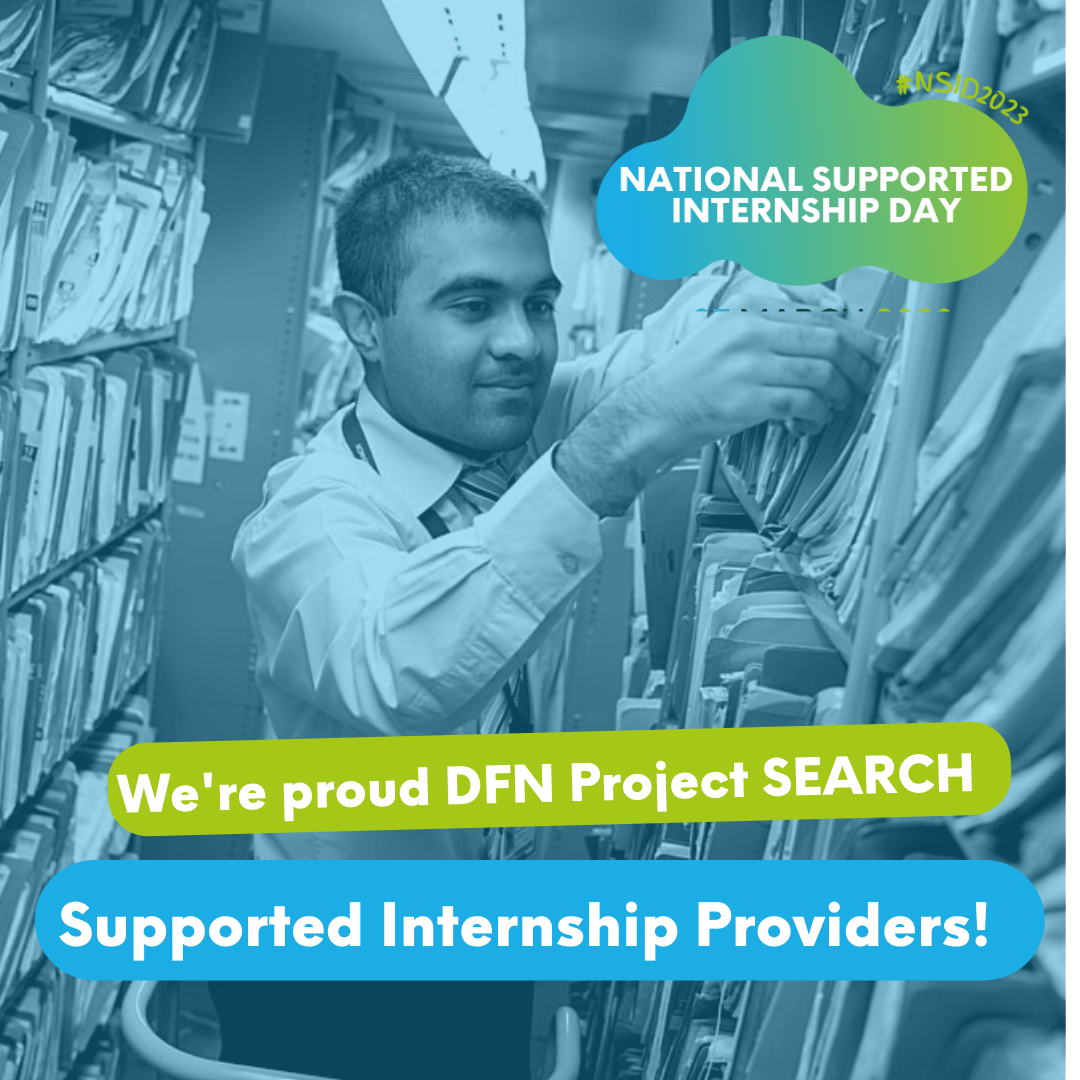 #NSID2023
NATIONAL SUPPORTED
INTERNSHIP DAY
We're proud DFN Project SEARCH
Supported Internship Providers!